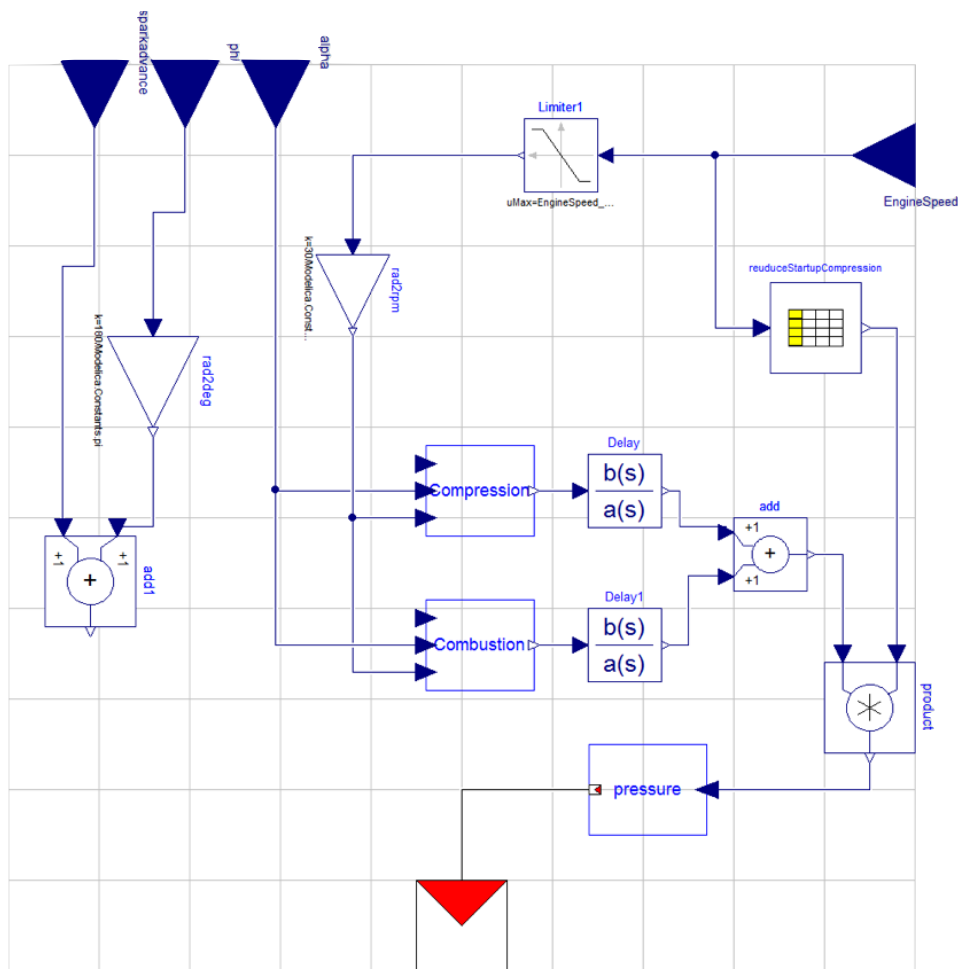 sparkadvance
phi
alpha
Limiter1
uMax=EngineSpeed_...
EngineSpeed
k=30/Modelica.Const...
rad2rpm
reuduceStartupCompression
k=180/Modelica.Constants.pi
rad2deg
Compression
Delay
b(s)
a(s)
add
+1
+
+1
+1
+1
+
add1
Combustion
Delay1
b(s)
a(s)
product
pressure